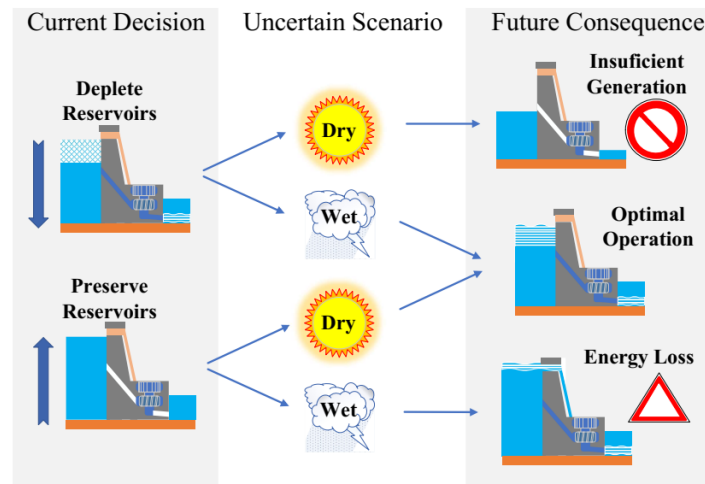 Current Decision
Uncertain Scenario
Future Consequence
Deplete
Reservoirs
Dry
Wet
Preserve
Reservoirs
Dry
Wet
Insuficient
Generation
Optimal
Operation
Energy Loss